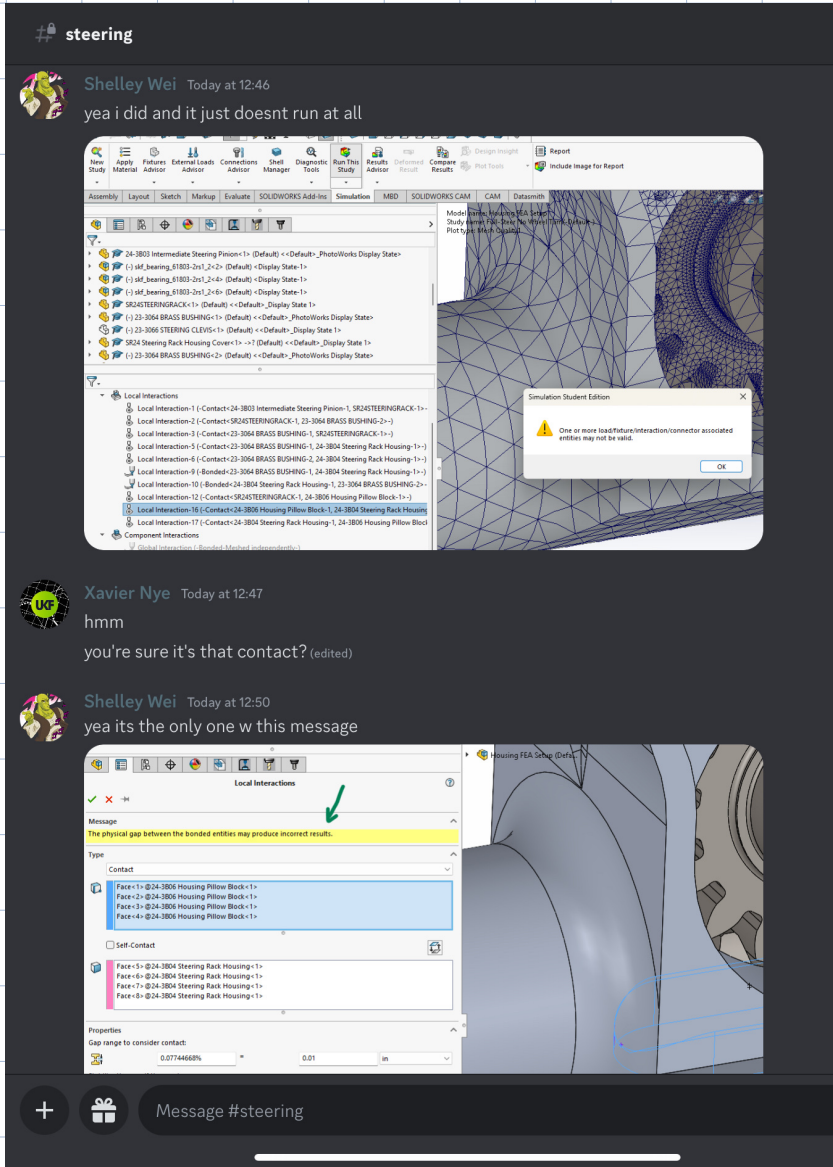 # steering
Shelley Wei Today at 12:46
yea i did and it just doesnt run at all
New Study
Apply Material
Fixtures Advisor
External Loads Advisor
Connections Advisor
Shell Manager
Diagnostic Tools
Run This Study
Results Advisor
Deformed Result
Compare Results
Design Insight
Plot Tools
Report
Include Image for Report
Assembly Layout Sketch Markup Evaluate SOLIDWORKS Add-Ins Simulation MBD SOLIDWORKS CAM CAM Datasmith
Model name: Housing FEA Setup
Plot type: Mesh Quality1
24-3B03 Intermediate Steering Pinion<1> (Default) <<Default>_PhotoWorks Display State>
(-) skf_bearing_61803-2rs1_2<2> (Default) <Display State-1>
(-) skf_bearing_61803-2rs1_2<4> (Default) <Display State-1>
(-) skf_bearing_61803-2rs1_2<6> (Default) <Display State-1>
SR24STEERINGRACK<1> (Default) <<Default>_Display State 1>
(-) 23-3064 BRASS BUSHING<1> (Default) <<Default>_PhotoWorks Display State>
(-) 23-3066 STEERING CLEVIS<1> (Default) <<Default>_Display State 1>
SR24 Steering Rack Housing Cover<1> ->? (Default) <<Default>_Display State 1>
(-) 23-3064 BRASS BUSHING<2> (Default) <<Default>_PhotoWorks Display State>
Local Interactions
Local Interaction-1 (-Contact<24-3B03 Intermediate Steering Pinion-1, SR24STEERINGRACK-1>-
Local Interaction-2 (-Contact<SR24STEERINGRACK-1, 23-3064 BRASS BUSHING-2>-)
Local Interaction-3 (-Contact<23-3064 BRASS BUSHING-1, SR24STEERINGRACK-1>-)
Local Interaction-5 (-Contact<23-3064 BRASS BUSHING-1, 24-3B04 Steering Rack Housing-1>-)
Local Interaction-6 (-Contact<23-3064 BRASS BUSHING-2, 24-3B04 Steering Rack Housing-1>-)
Local Interaction-9 (-Bonded<23-3064 BRASS BUSHING-1, 24-3B04 Steering Rack Housing-1>-)
Local Interaction-10 (-Bonded<24-3B04 Steering Rack Housing-1, 23-3064 BRASS BUSHING-2>-
Local Interaction-12 (-Contact<SR24STEERINGRACK-1, 24-3B06 Housing Pillow Block-1>-)
Local Interaction-16 (-Contact<24-3B06 Housing Pillow Block-1, 24-3B04 Steering Rack Housing
Local Interaction-17 (-Contact<24-3B04 Steering Rack Housing-1, 24-3B06 Housing Pillow Block
Component Interactions
Global Interaction (-Bonded-Meshed independently-)
Simulation Student Edition
One or more load/fixture/interaction/connector associated
entities may not be valid.
OK
UKF
Xavier Nye Today at 12:47
hmm
you're sure it's that contact? (edited)
Shelley Wei Today at 12:50
yea its the only one w this message
Local Interactions
Message
The physical gap between the bonded entities may produce incorrect results.
Type
Contact
Face<1>@24-3B06 Housing Pillow Block<1>
Face<2>@24-3B06 Housing Pillow Block<1>
Face<3>@24-3B06 Housing Pillow Block<1>
Face<4>@24-3B06 Housing Pillow Block<1>
Self-Contact
Face<5>@24-3B04 Steering Rack Housing<1>
Face<6>@24-3B04 Steering Rack Housing<1>
Face<7>@24-3B04 Steering Rack Housing<1>
Face<8>@24-3B04 Steering Rack Housing<1>
Properties
Gap range to consider contact:
0.07744668% = 0.01 in
Housing FEA Setup (Defa...
Message #steering